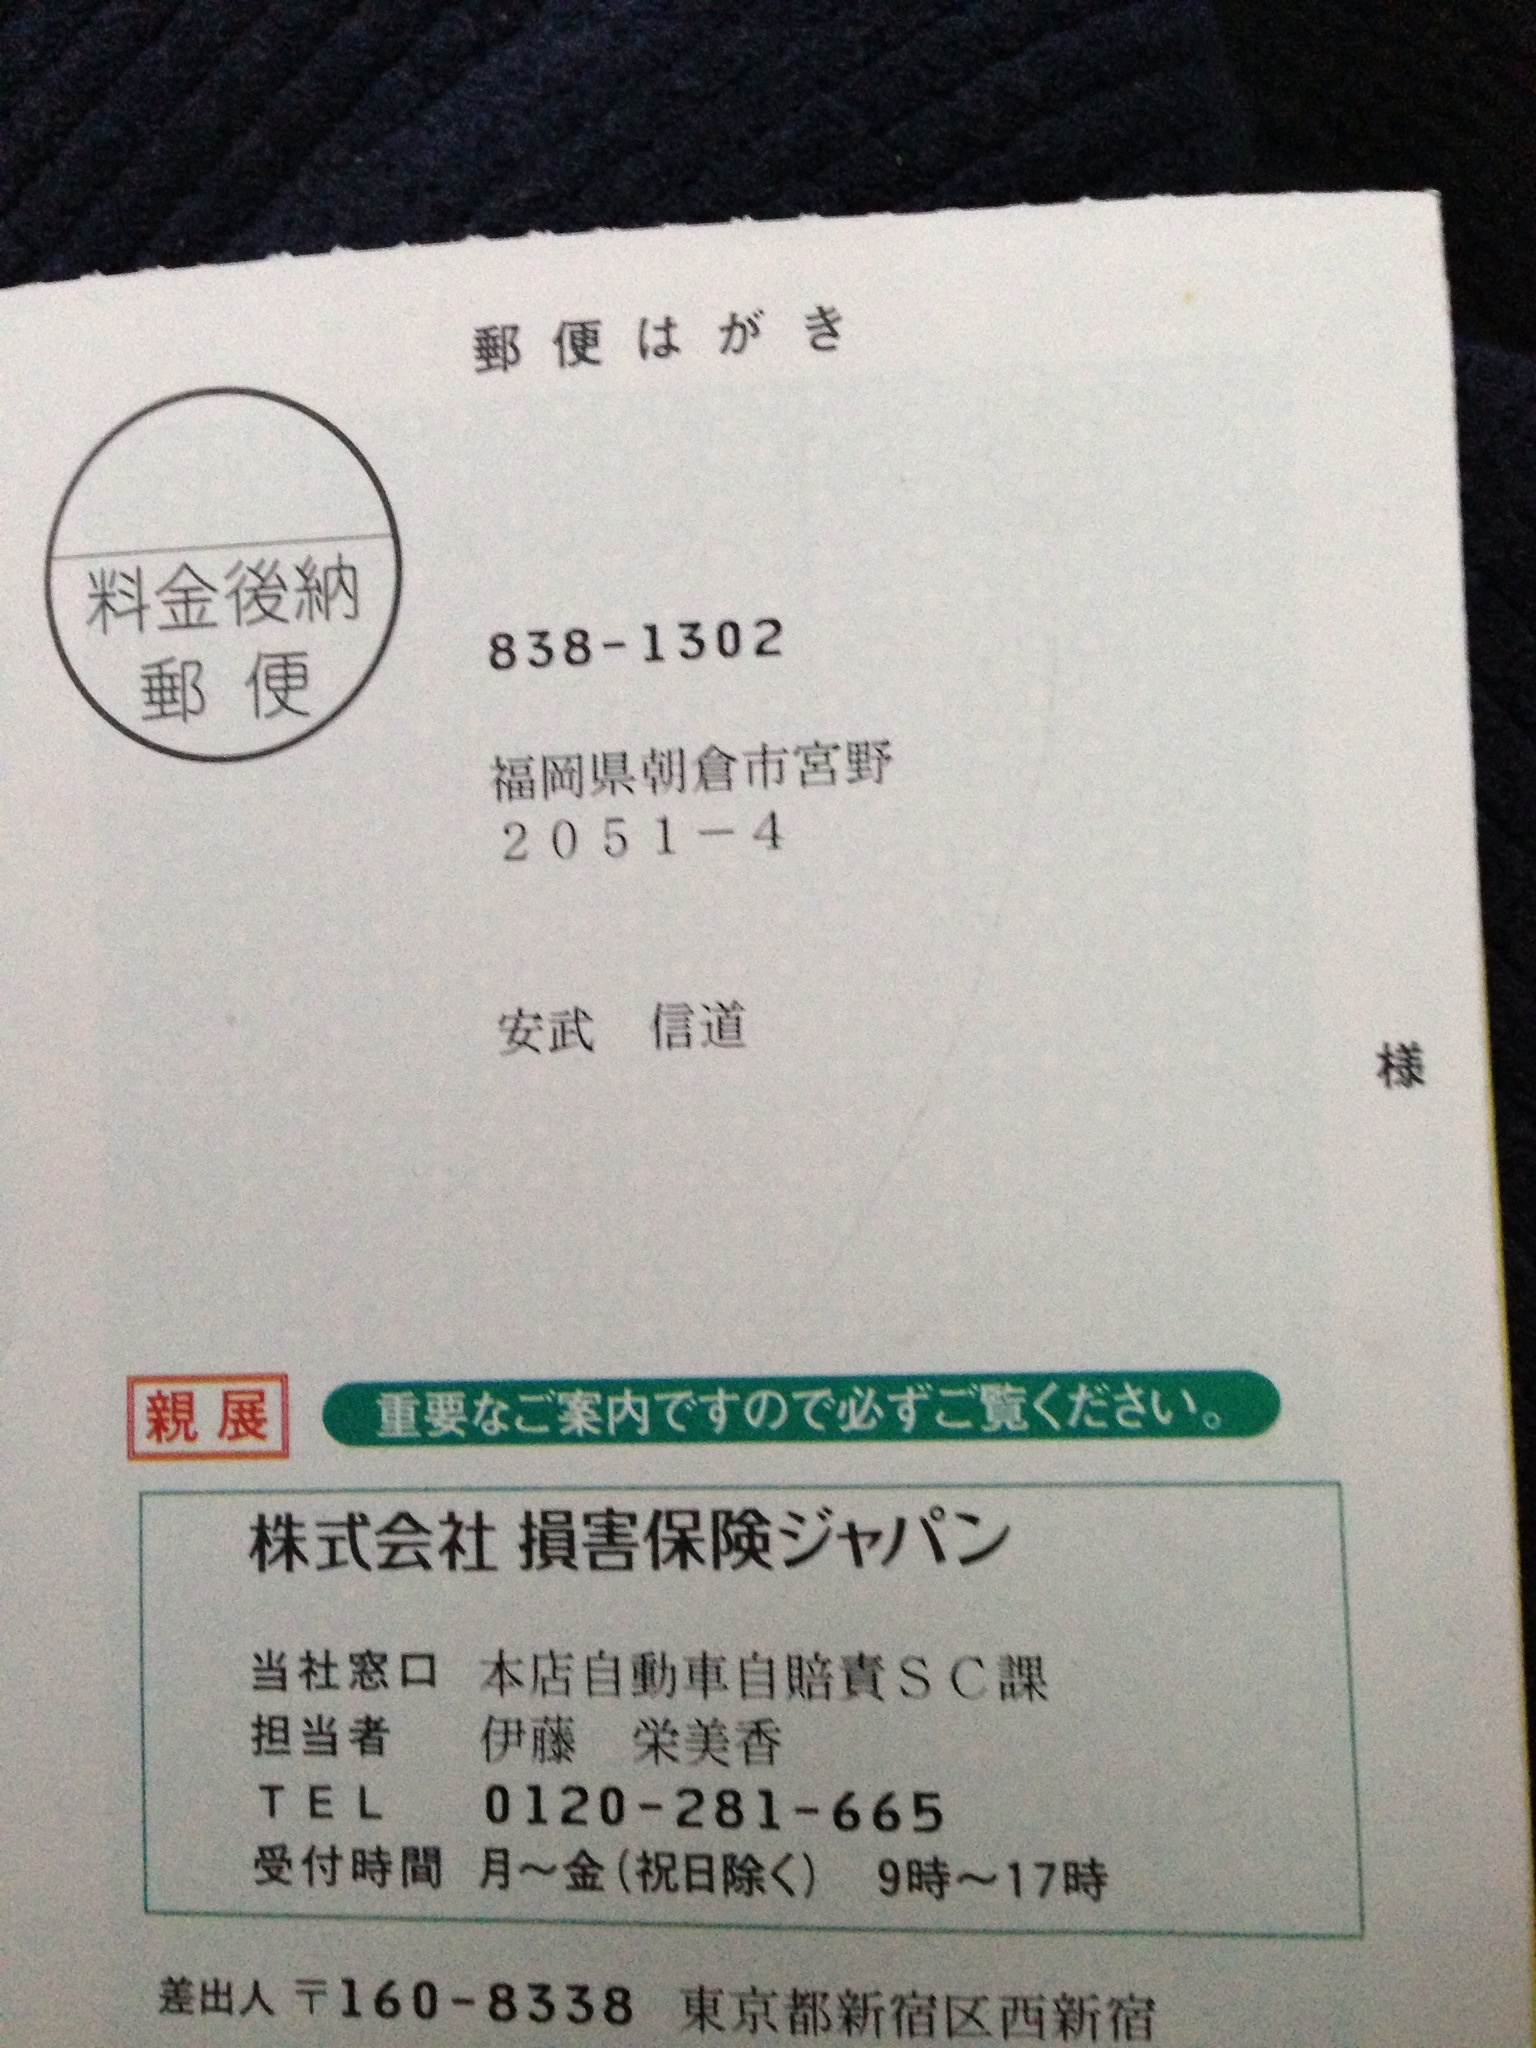 郵便はがき
料金後納
郵便
838-1302
福岡県朝倉市宮野
2051-4
安武 信道
様
親展
重要なご案内ですので必ずご覧ください。
株式会社 損害保険ジャパン
当社窓口 本店自動車自賠責SC課
担当者 伊藤 栄美香
TEL 0120-281-665
受付時間 月~金(祝日除く) 9時~17時
差出人 〒160-8338 東京都新宿区西新宿